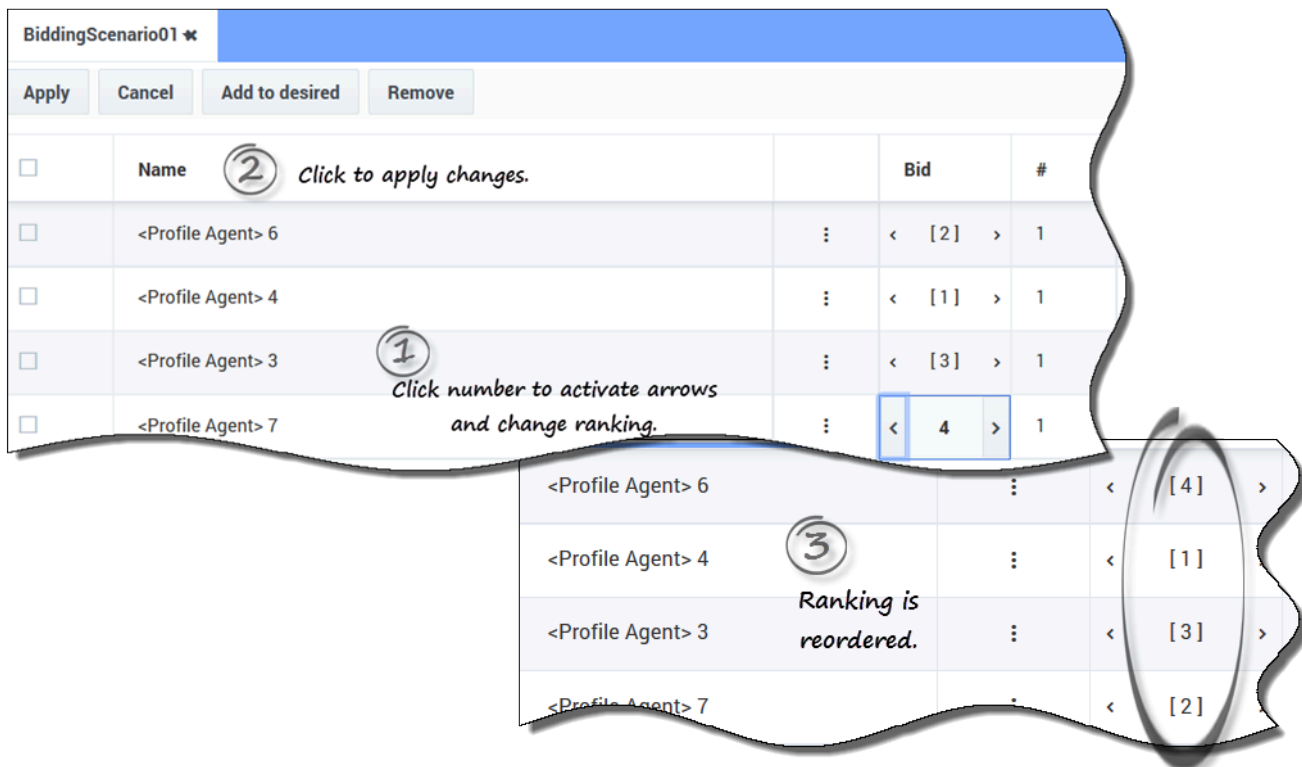 BiddingScenario01 ✖
Apply Cancel Add to desired Remove
Name Bid #
2 Click to apply changes.
<Profile Agent> 6 ⋮ ‹ [ 2 ] › 1
<Profile Agent> 4 ⋮ ‹ [ 1 ] › 1
<Profile Agent> 3 ⋮ ‹ [ 3 ] › 1
1
Click number to activate arrows
and change ranking.
<Profile Agent> 7 ⋮ ‹ 4 › 1
<Profile Agent> 6 ⋮ ‹ [ 4 ] ›
<Profile Agent> 4 ⋮ ‹ [ 1 ]
<Profile Agent> 3 ⋮ ‹ [ 3 ] ›
<Profile Agent> 7 ⋮ ‹ [ 2 ]
3
Ranking is
reordered.